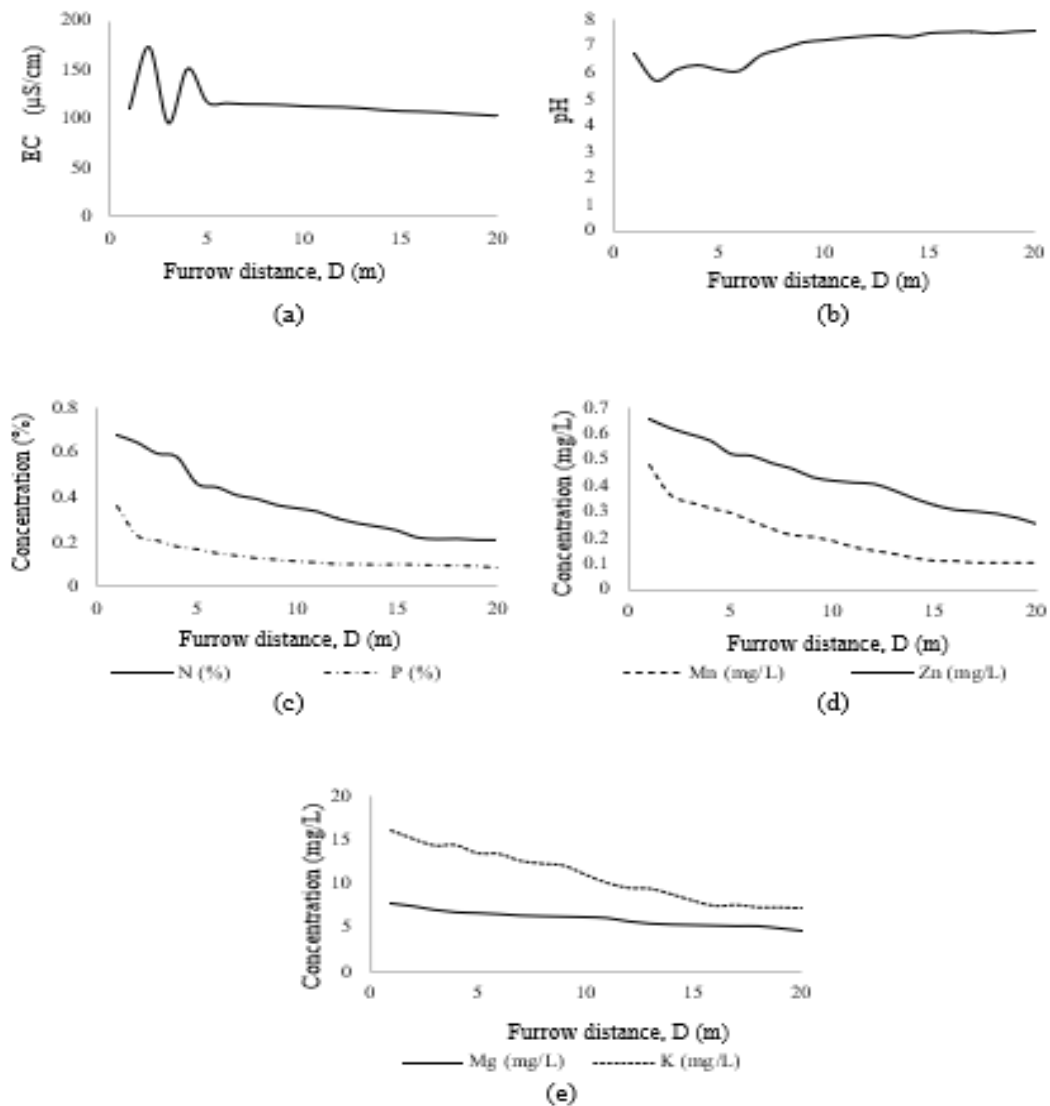 200
150
100
50
0
EC (µS/cm)
0 5 10 15 20
Furrow distance, D (m)
(a)
8
7
6
5
4
3
2
1
0
pH
0 5 10 15 20
Furrow distance, D (m)
(b)
0.8
0.6
0.4
0.2
0
Concentration (%)
0 5 10 15 20
Furrow distance, D (m)
N (%) P (%)
(c)
0.7
0.6
0.5
0.4
0.3
0.2
0.1
0
Concentration (mg/L)
0 5 10 15 20
Furrow distance, D (m)
Mn (mg/L) Zn (mg/L)
(d)
20
15
10
5
0
Concentration (mg/L)
0 5 10 15 20
Furrow distance, D (m)
Mg (mg/L) K (mg/L)
(e)